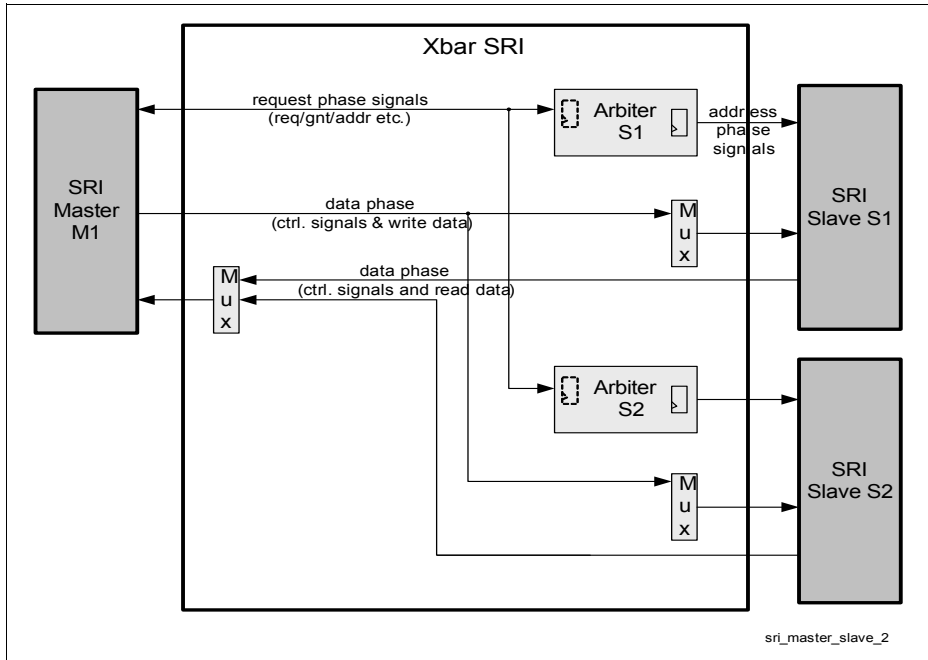 Xbar SRI
request phase signals
(req/gnt/addr etc.)
Arbiter
S1
address
phase
signals
SRI
Master
M1
SRI
Slave S1
data phase
(ctrl. signals & write data)
M
u
x
data phase
(ctrl. signals and read data)
M
u
x
Arbiter
S2
SRI
Slave S2
M
u
x
sri_master_slave_2